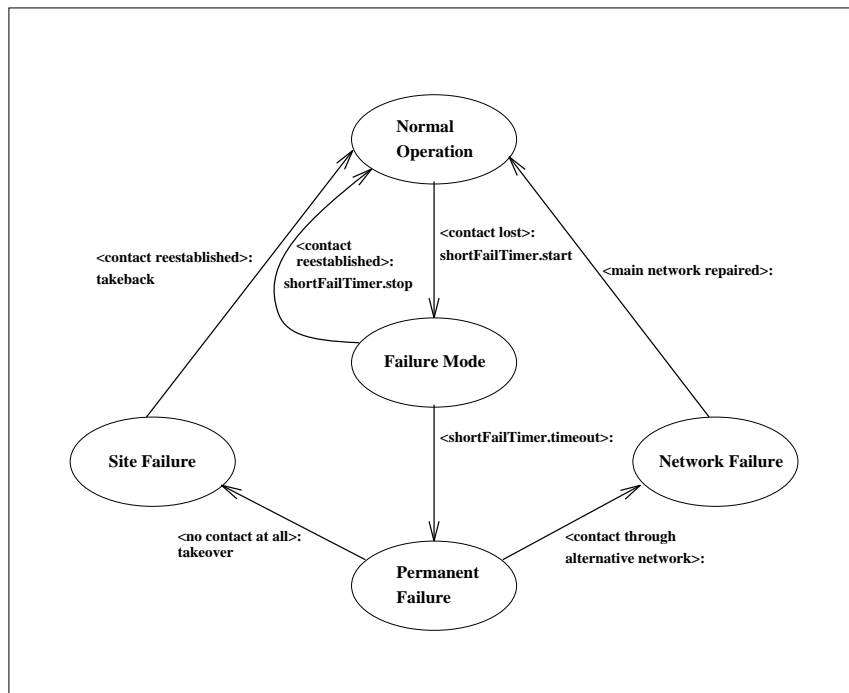 Normal
Operation
<contact lost>:
shortFailTimer.start
<contact
reestablished>:
shortFailTimer.stop
<contact reestablished>:
takeback
<main network repaired>:
Failure Mode
<shortFailTimer.timeout>:
Site Failure
Network Failure
<no contact at all>:
takeover
<contact through
alternative network>:
Permanent
Failure